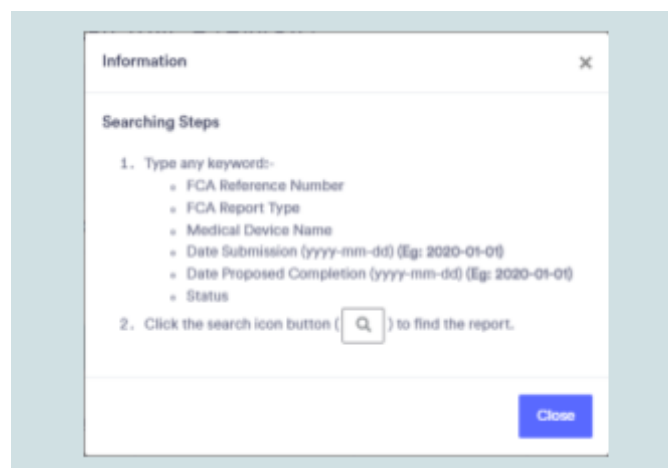 Information
Searching Steps
1. Type any keyword:-
FCA Reference Number
FCA Report Type
Medical Device Name
Date Submission (yyyy-mm-dd) (Eg: 2020-01-01)
Date Proposed Completion (yyyy-mm-dd) (Eg: 2020-01-01)
Status
2. Click the search icon button ( ) to find the report.
Close